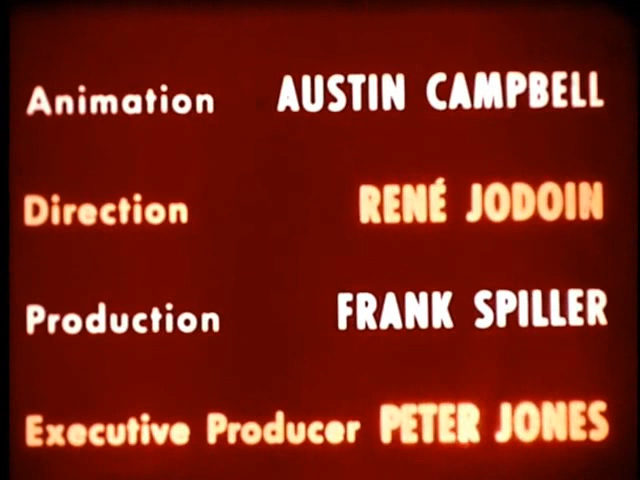 Animation AUSTIN CAMPBELL
Direction RENÉ JODOIN
Production FRANK SPILLER
Executive Producer PETER JONES